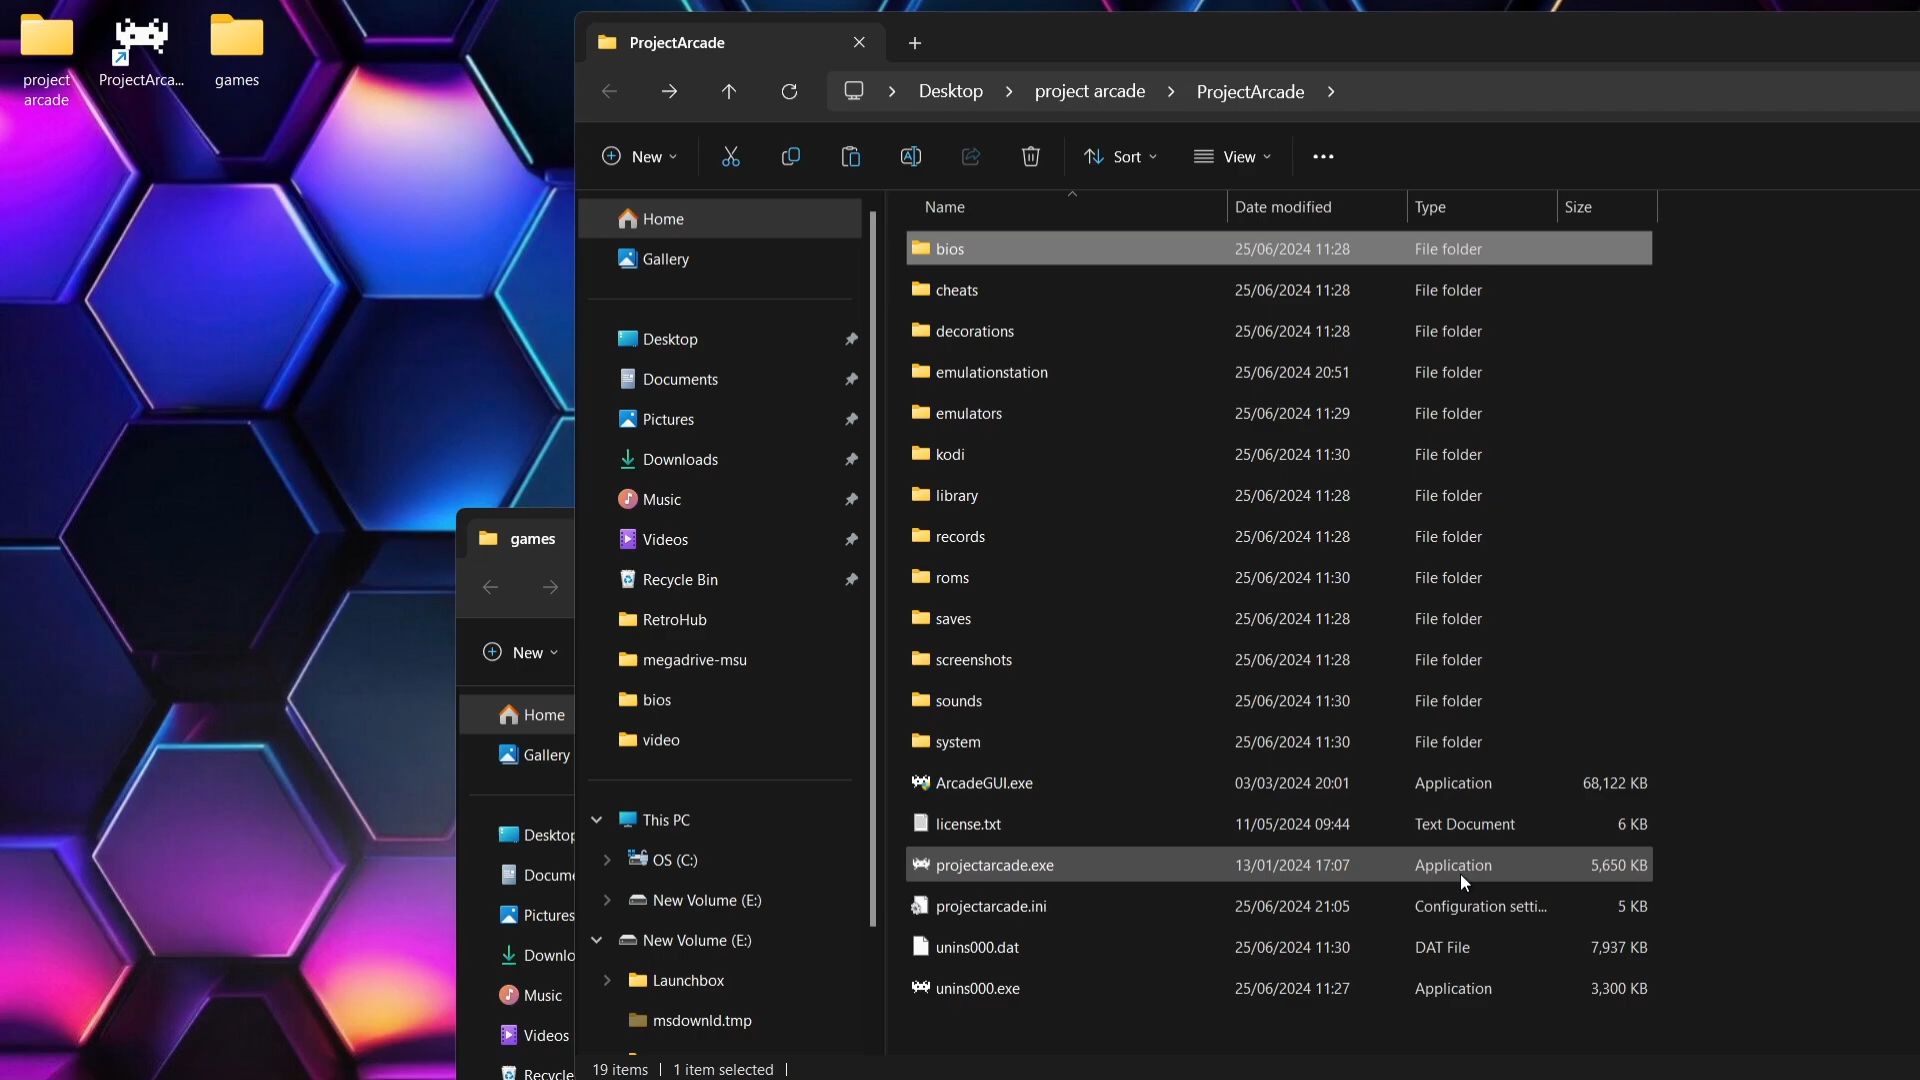 project
arcade
ProjectArca...
games
ProjectArcade
Desktop
project arcade
ProjectArcade
New
Sort
View
Home
Gallery
Desktop
Documents
Pictures
Downloads
Music
Videos
Recycle Bin
RetroHub
megadrive-msu
bios
video
This PC
OS (C:)
New Volume (E:)
New Volume (E:)
Launchbox
msdownld.tmp
Name Date modified Type Size
bios 25/06/2024 11:28 File folder
cheats 25/06/2024 11:28 File folder
decorations 25/06/2024 11:28 File folder
emulationstation 25/06/2024 20:51 File folder
emulators 25/06/2024 11:29 File folder
kodi 25/06/2024 11:30 File folder
library 25/06/2024 11:28 File folder
records 25/06/2024 11:28 File folder
roms 25/06/2024 11:30 File folder
saves 25/06/2024 11:28 File folder
screenshots 25/06/2024 11:28 File folder
sounds 25/06/2024 11:30 File folder
system 25/06/2024 11:30 File folder
ArcadeGUI.exe 03/03/2024 20:01 Application 68,122 KB
license.txt 11/05/2024 09:44 Text Document 6 KB
projectarcade.exe 13/01/2024 17:07 Application 5,650 KB
projectarcade.ini 25/06/2024 21:05 Configuration setti... 5 KB
unins000.dat 25/06/2024 11:30 DAT File 7,937 KB
unins000.exe 25/06/2024 11:27 Application 3,300 KB
19 items 1 item selected
games
New
Home
Gallery
Desktop
Docume
Pictures
Downlo
Music
Videos
Recycle